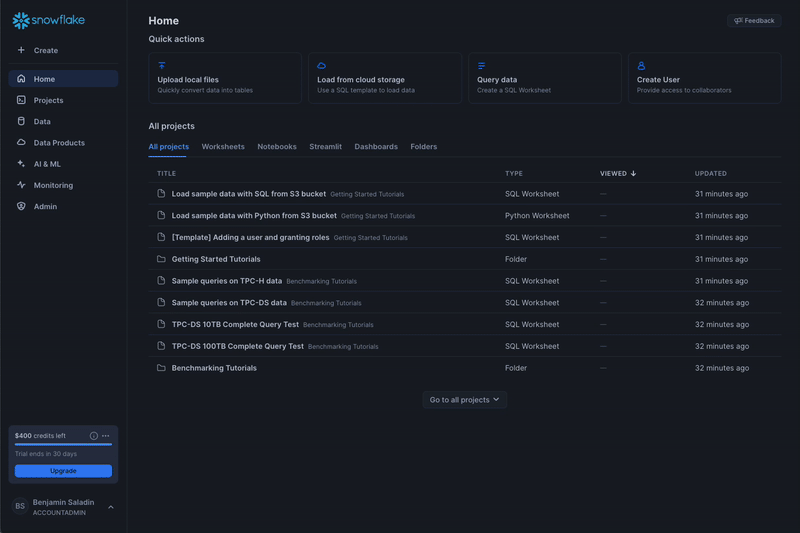 snowflake
Create
Home
Projects
Data
Data Products
AI & ML
Monitoring
Admin
$400 credits left
Trial ends in 30 days
Upgrade
BS
Benjamin Saladin
ACCOUNTADMIN
Home
Feedback
Quick actions
Upload local files
Quickly convert data into tables
Load from cloud storage
Use a SQL template to load data
Query data
Create a SQL Worksheet
Create User
Provide access to collaborators
All projects
All projects Worksheets Notebooks Streamlit Dashboards Folders
TITLE TYPE VIEWED ↓ UPDATED
Load sample data with SQL from S3 bucket Getting Started Tutorials SQL Worksheet — 31 minutes ago
Load sample data with Python from S3 bucket Getting Started Tutorials Python Worksheet — 31 minutes ago
[Template] Adding a user and granting roles Getting Started Tutorials SQL Worksheet — 31 minutes ago
Getting Started Tutorials Folder — 31 minutes ago
Sample queries on TPC-H data Benchmarking Tutorials SQL Worksheet — 31 minutes ago
Sample queries on TPC-DS data Benchmarking Tutorials SQL Worksheet — 32 minutes ago
TPC-DS 10TB Complete Query Test Benchmarking Tutorials SQL Worksheet — 32 minutes ago
TPC-DS 100TB Complete Query Test Benchmarking Tutorials SQL Worksheet — 32 minutes ago
Benchmarking Tutorials Folder — 32 minutes ago
Go to all projects